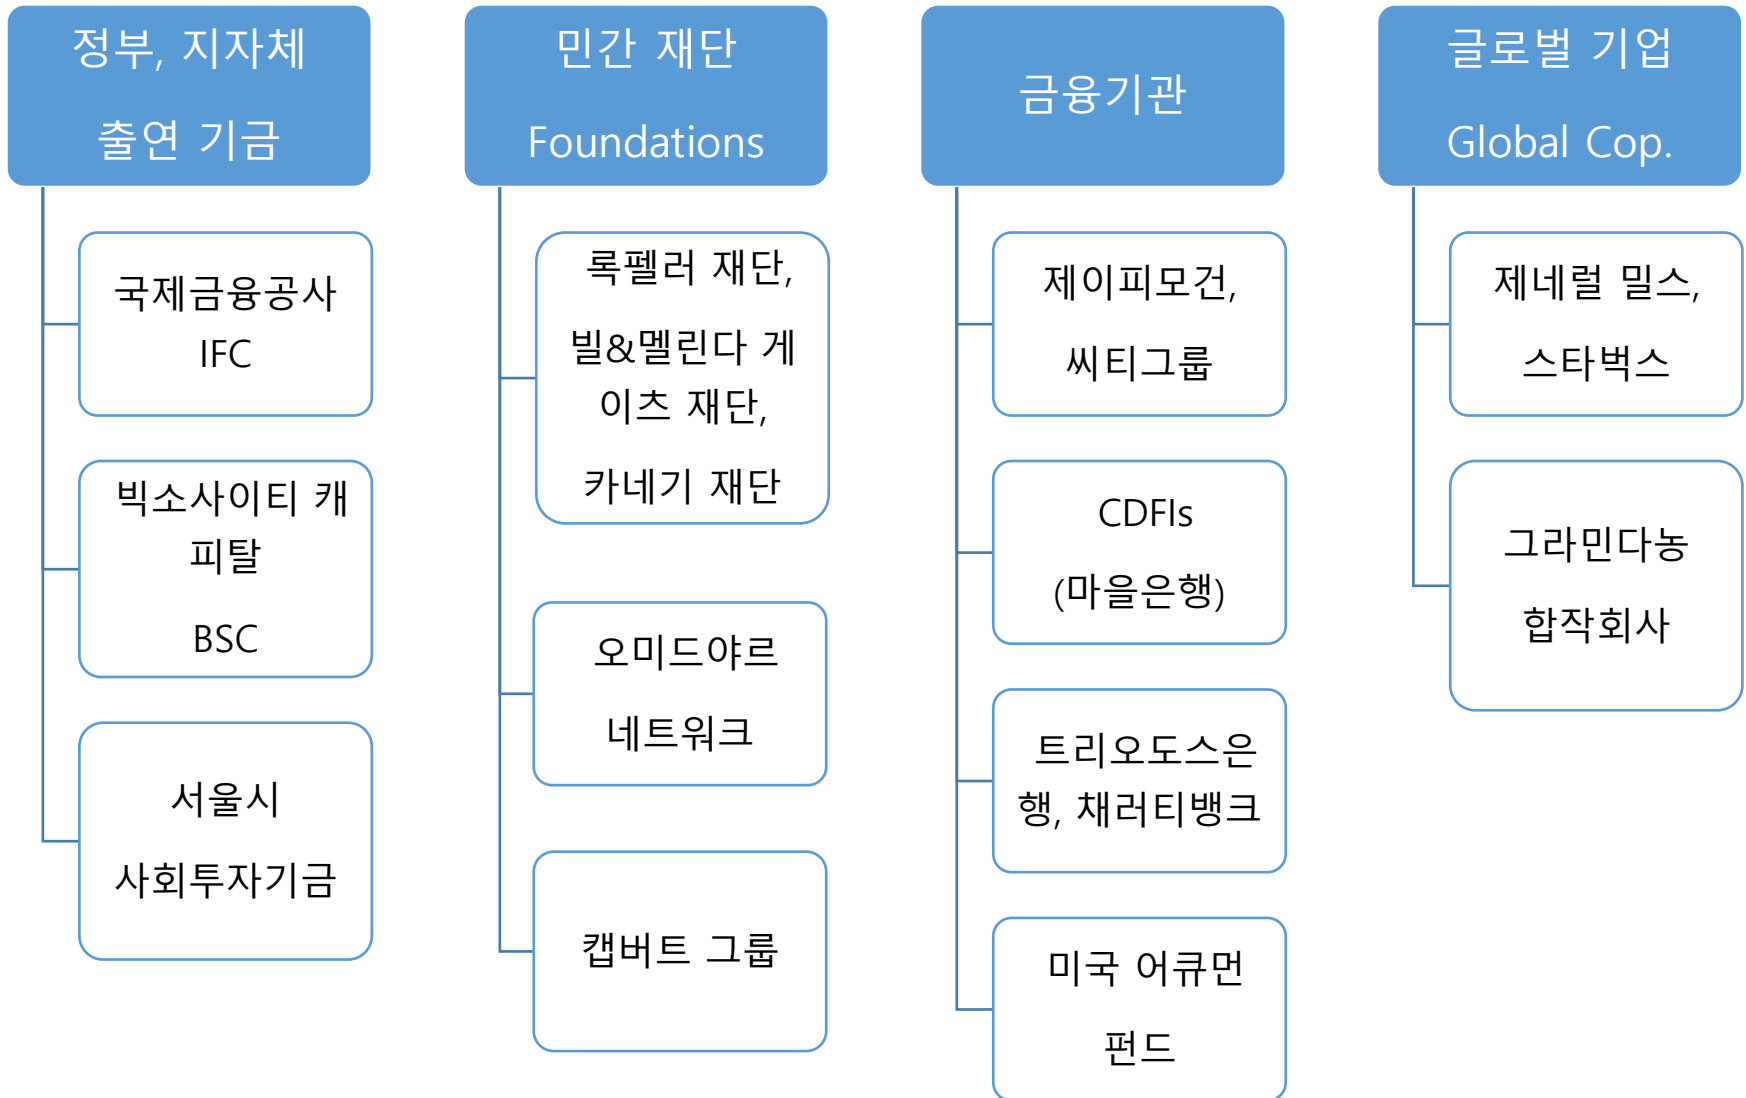 정부, 지자체
출연 기금
국제금융공사
IFC
빅소사이티 캐
피탈
BSC
서울시
사회투자기금
민간 재단
Foundations
록펠러 재단,
빌&멜린다 게
이츠 재단,
카네기 재단
오미드야르
네트워크
캡버트 그룹
금융기관
제이피모건,
씨티그룹
CDFIs
(마을은행)
트리오도스은
행, 채러티뱅크
미국 어큐먼
펀드
글로벌 기업
Global Cop.
제네럴 밀스,
스타벅스
그라민다농
합작회사